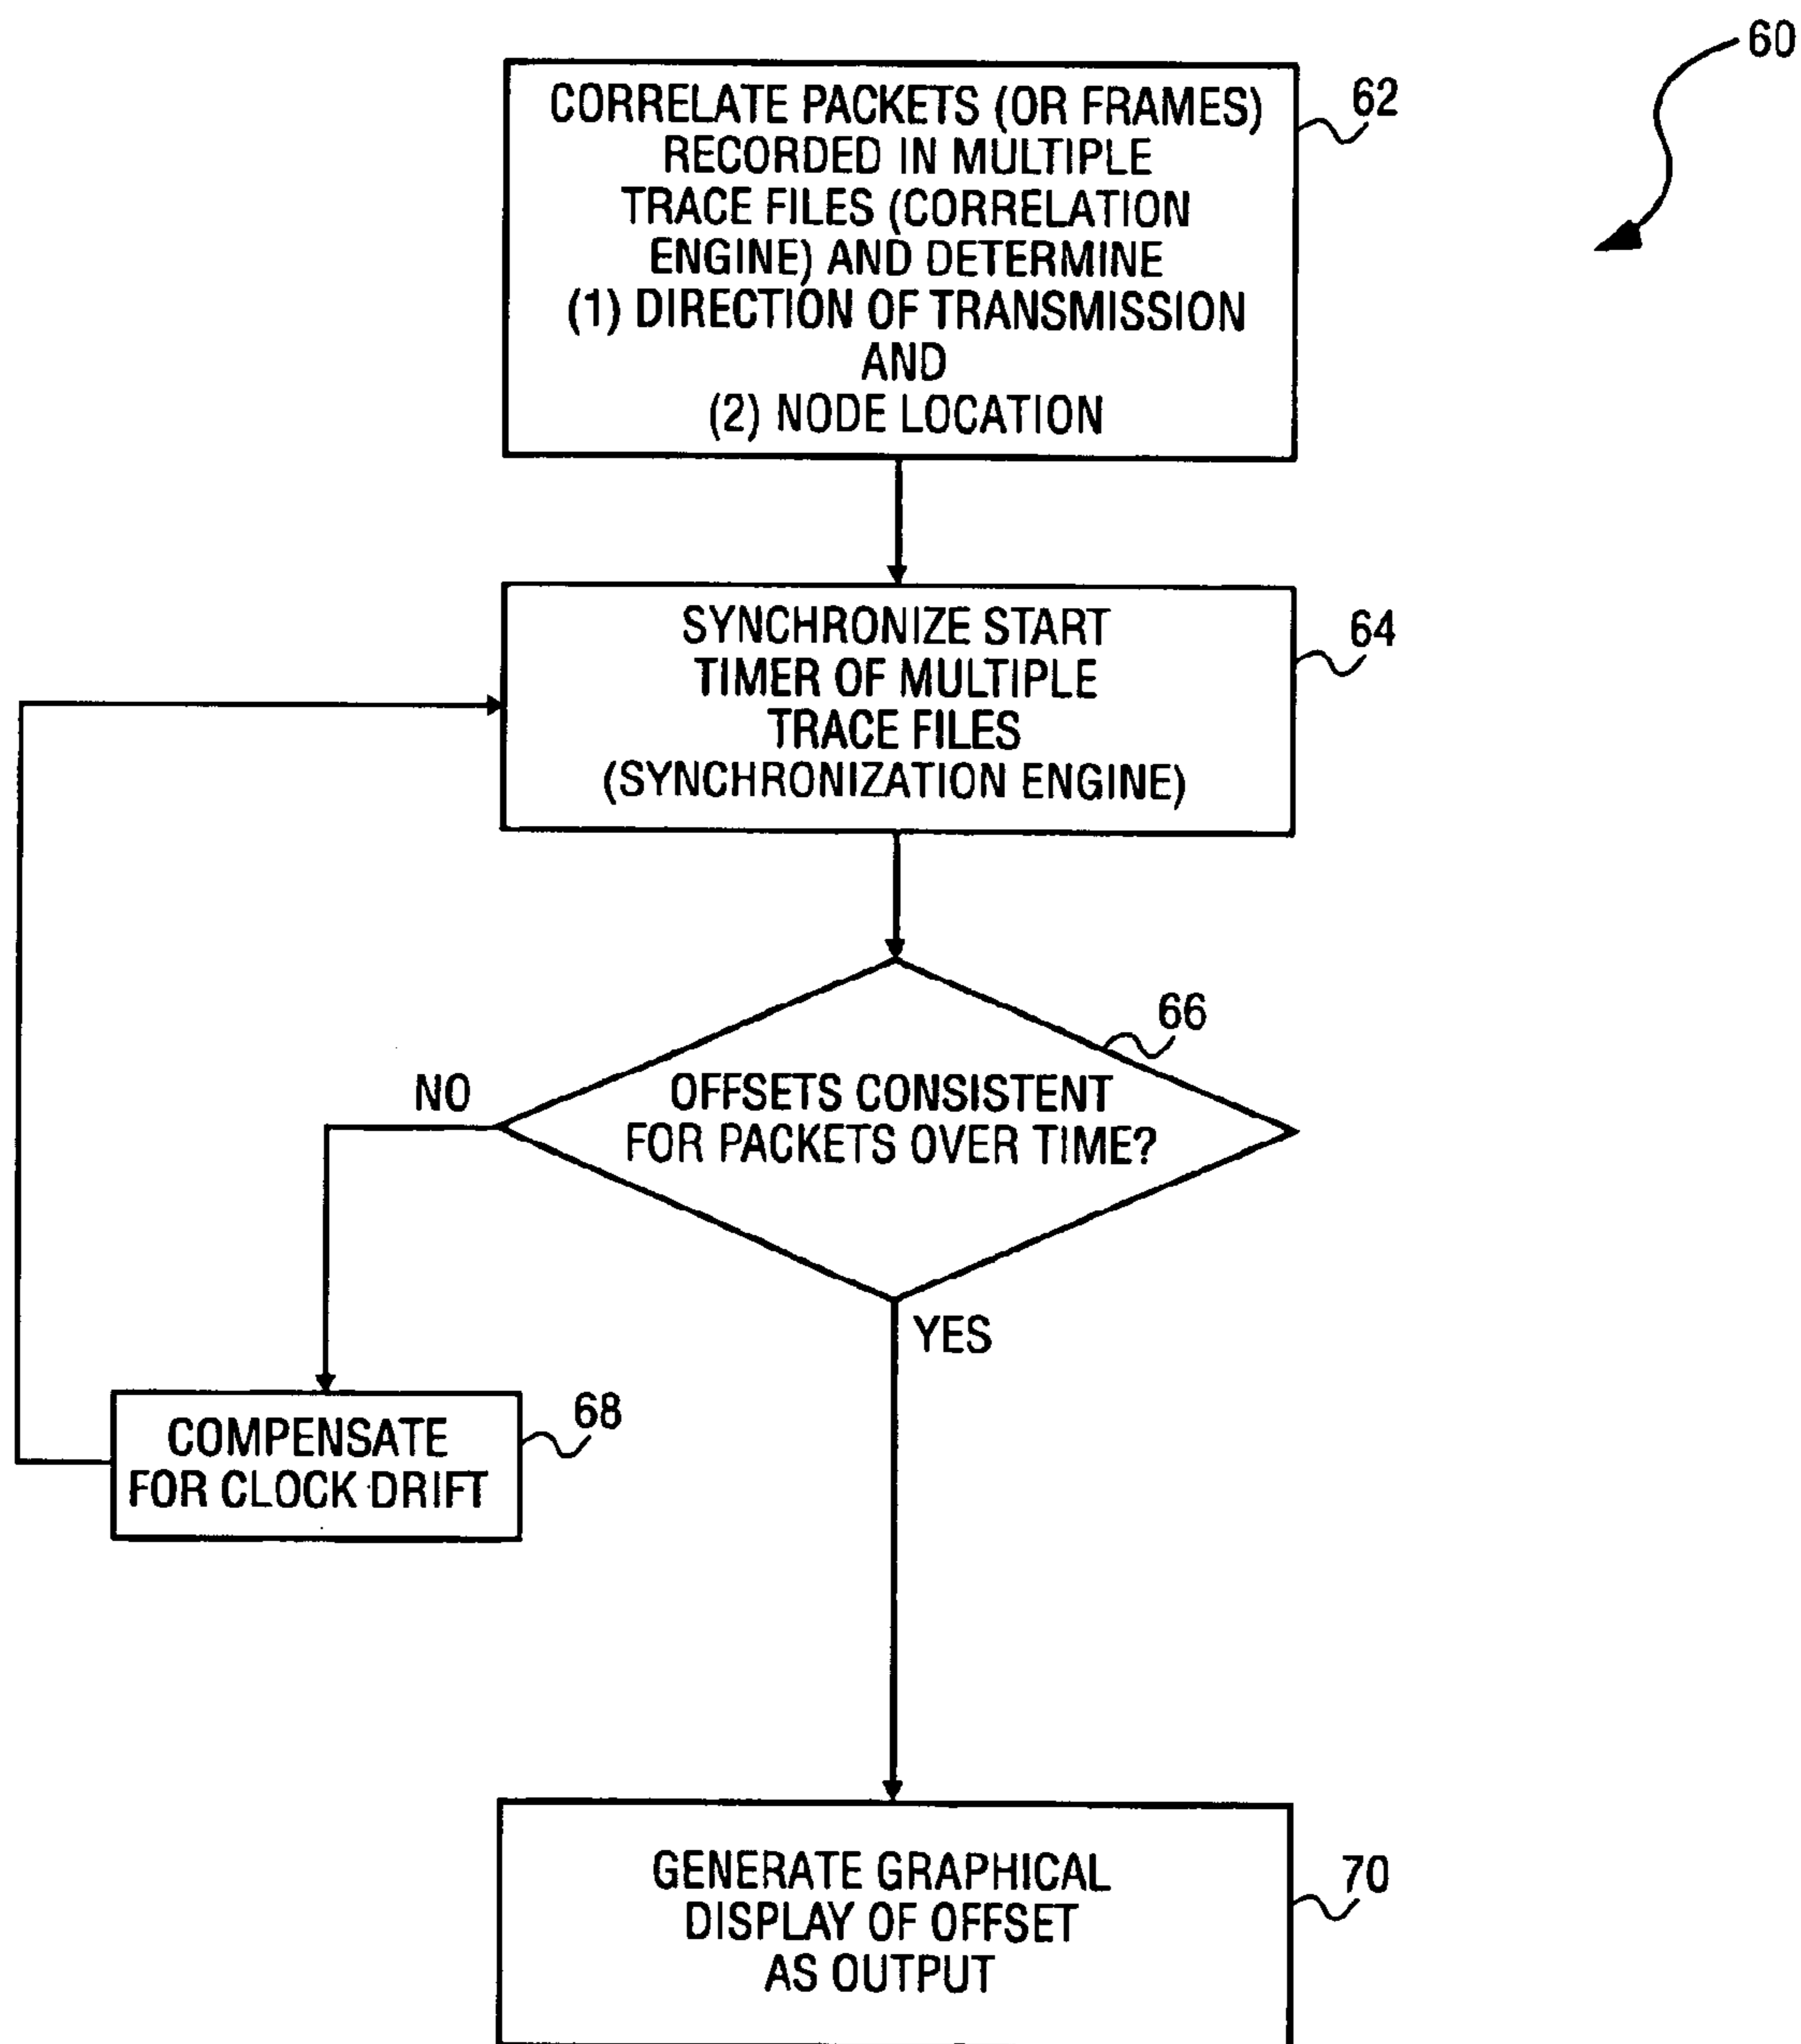 60
CORRELATE PACKETS (OR FRAMES)
RECORDED IN MULTIPLE
TRACE FILES (CORRELATION
ENGINE) AND DETERMINE
(1) DIRECTION OF TRANSMISSION
AND
(2) NODE LOCATION
62
SYNCHRONIZE START
TIMER OF MULTIPLE
TRACE FILES
(SYNCHRONIZATION ENGINE)
64
66
NO
OFFSETS CONSISTENT
FOR PACKETS OVER TIME?
YES
COMPENSATE
FOR CLOCK DRIFT
68
GENERATE GRAPHICAL
DISPLAY OF OFFSET
AS OUTPUT
70